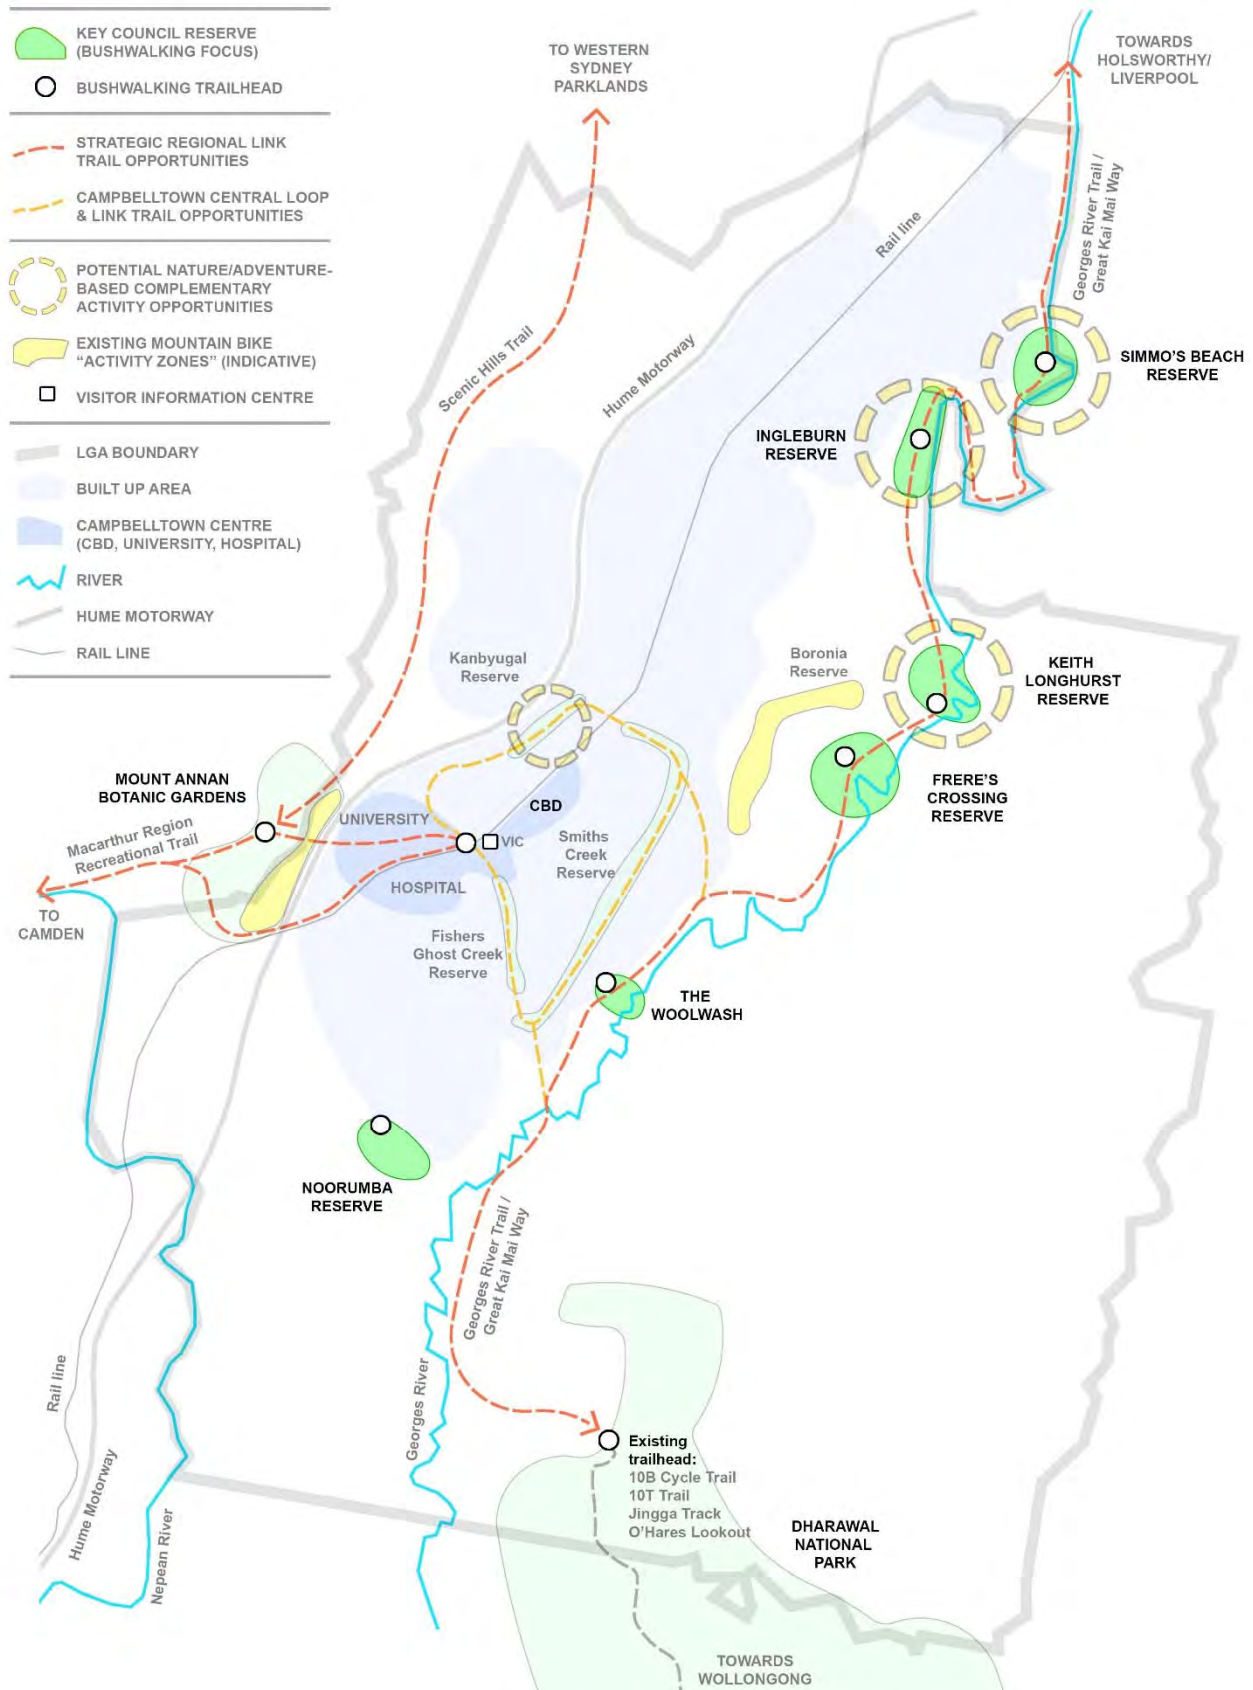 KEY COUNCIL RESERVE
(BUSHWALKING FOCUS)
BUSHWALKING TRAILHEAD
STRATEGIC REGIONAL LINK
TRAIL OPPORTUNITIES
CAMPBELLTOWN CENTRAL LOOP
& LINK TRAIL OPPORTUNITIES
POTENTIAL NATURE/ADVENTURE-
BASED COMPLEMENTARY
ACTIVITY OPPORTUNITIES
EXISTING MOUNTAIN BIKE
“ACTIVITY ZONES” (INDICATIVE)
VISITOR INFORMATION CENTRE
LGA BOUNDARY
BUILT UP AREA
CAMPBELLTOWN CENTRE
(CBD, UNIVERSITY, HOSPITAL)
RIVER
HUME MOTORWAY
RAIL LINE
TO WESTERN
SYDNEY
PARKLANDS
TOWARDS
HOLSWORTHY/
LIVERPOOL
Georges River Trail /
Great Kai Mai Way
Rail line
Scenic Hills Trail
Hume Motorway
SIMMO’S BEACH
RESERVE
INGLEBURN
RESERVE
Kanbyugal
Reserve
Boronia
Reserve
KEITH
LONGHURST
RESERVE
MOUNT ANNAN
BOTANIC GARDENS
FRERE’S
CROSSING
RESERVE
Macarthur Region
Recreational Trail
UNIVERSITY
CBD
VIC
Smiths
Creek
Reserve
HOSPITAL
TO
CAMDEN
Fishers
Ghost Creek
Reserve
THE
WOOLWASH
NOORUMBA
RESERVE
Georges River Trail /
Great Kai Mai Way
Rail line
Georges River
Hume Motorway
Nepean River
Existing
trailhead:
10B Cycle Trail
10T Trail
Jingga Track
O’Hares Lookout
DHARAWAL
NATIONAL
PARK
TOWARDS
WOLLONGONG